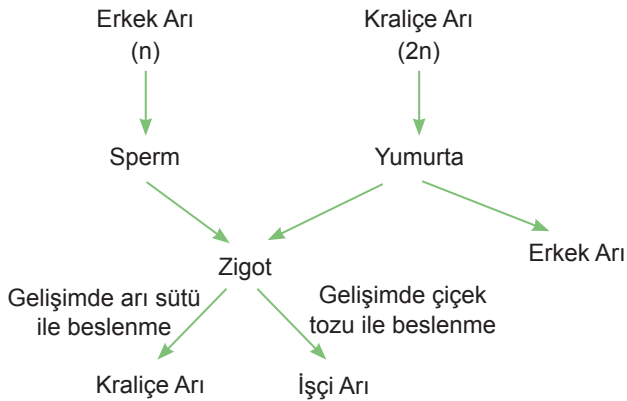 Erkek Arı
(n)
Kraliçe Arı
(2n)
Sperm
Yumurta
Zigot
Erkek Arı
Gelişimde arı sütü
ile beslenme
Gelişimde çiçek
tozu ile beslenme
Kraliçe Arı
İşçi Arı